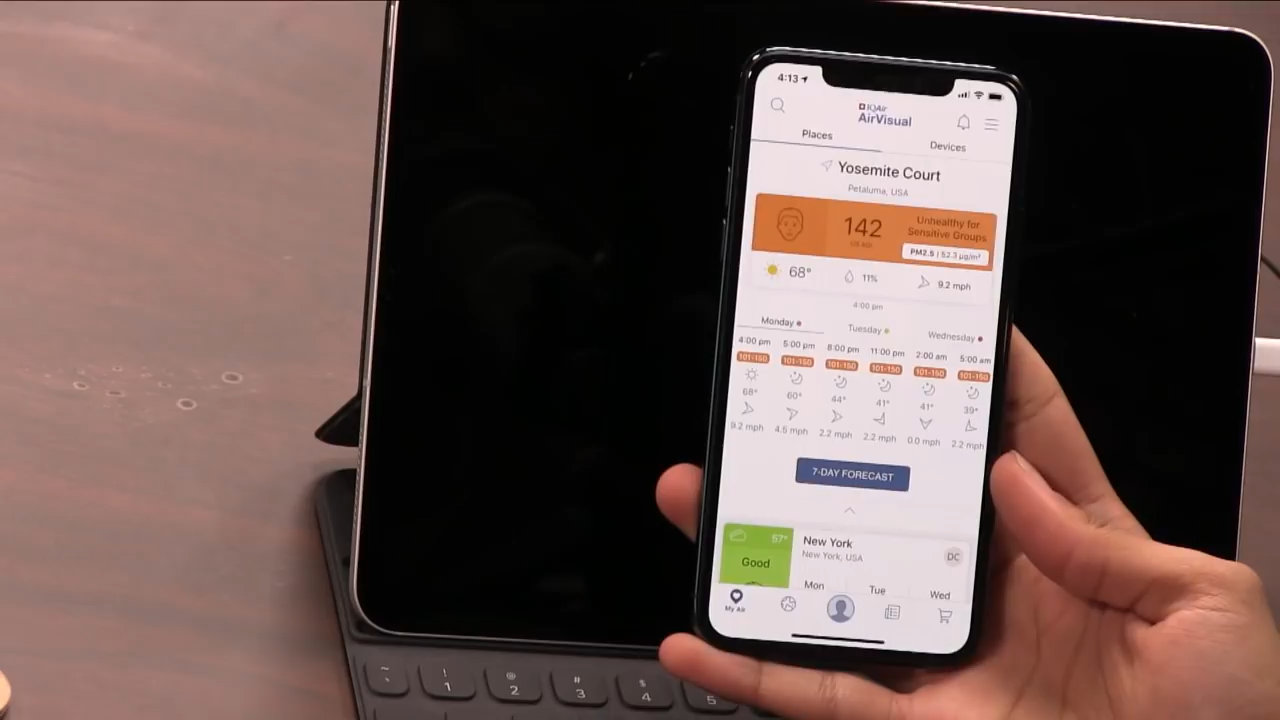 4:13
IQAir
AirVisual
Places
Devices
Yosemite Court
Petaluma, USA
142
US AQI
Unhealthy for
Sensitive Groups
PM2.5 | 52.3 µg/m³
68°
11%
9.2 mph
4:00 pm
Monday
Tuesday
Wednesday
4:00 pm 5:00 pm 8:00 pm 11:00 pm 2:00 am 5:00 am
101-150 101-150 101-150 101-150 101-150 101-150
68° 60° 44° 41° 41° 39°
9.2 mph 4.5 mph 2.2 mph 2.2 mph 0.0 mph 2.2 mph
7-DAY FORECAST
57°
Good
New York
New York, USA
DC
Mon Tue Wed
My Air
~ ! @ # $
` 1 2 3 4 5